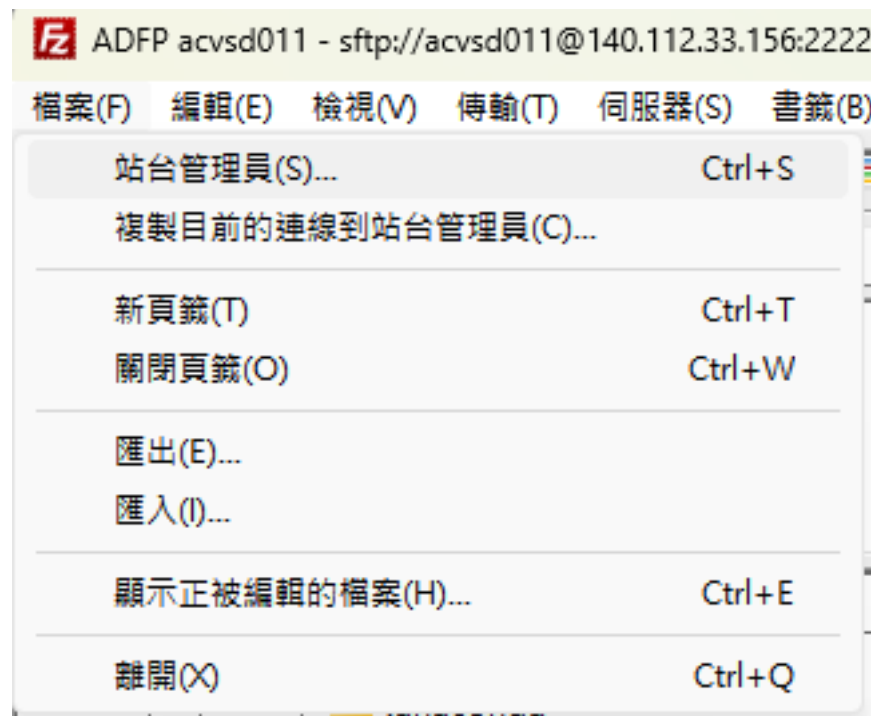 ADFP acvsd011 - sftp://acvsd011@140.112.33.156:2222
檔案(F) 編輯(E) 檢視(V) 傳輸(T) 伺服器(S) 書籤(B)
站台管理員(S)... Ctrl+S
複製目前的連線到站台管理員(C)...
新頁籤(T) Ctrl+T
關閉頁籤(O) Ctrl+W
匯出(E)...
匯入(I)...
顯示正被編輯的檔案(H)... Ctrl+E
離開(X) Ctrl+Q